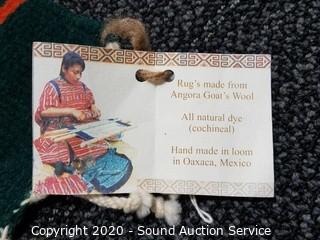 Rug's made from
Angora Goat's Wool
All natural dye
(cochineal)
Hand made in loom
in Oaxaca, Mexico
Copyright 2020 - Sound Auction Service